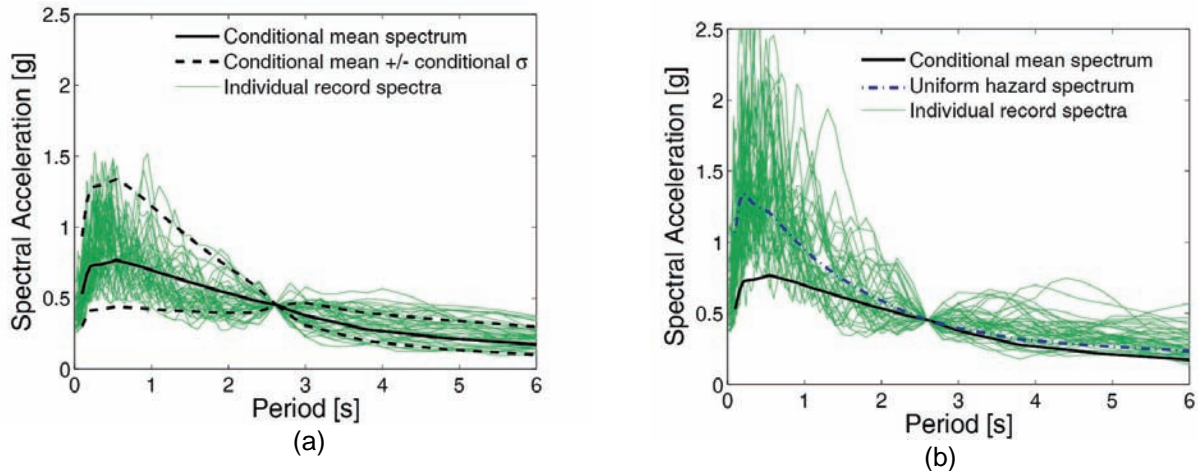 2.5
2
1.5
1
0.5
0
Spectral Acceleration [g]
Conditional mean spectrum
Conditional mean +/- conditional σ
Individual record spectra
0 1 2 3 4 5 6
Period [s]
(a)
2.5
2
1.5
1
0.5
0
Spectral Acceleration [g]
Conditional mean spectrum
Uniform hazard spectrum
Individual record spectra
0 1 2 3 4 5 6
Period [s]
(b)